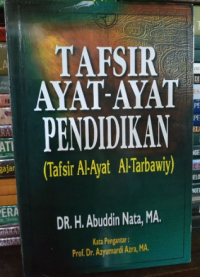 TAFSIR
AYAT-AYAT
PENDIDIKAN
(Tafsir Al-Ayat Al-Tarbawiy)
DR. H. Abuddin Nata, MA.
Kata Pengantar :
Prof. Dr. Azyumardi Azra, MA.